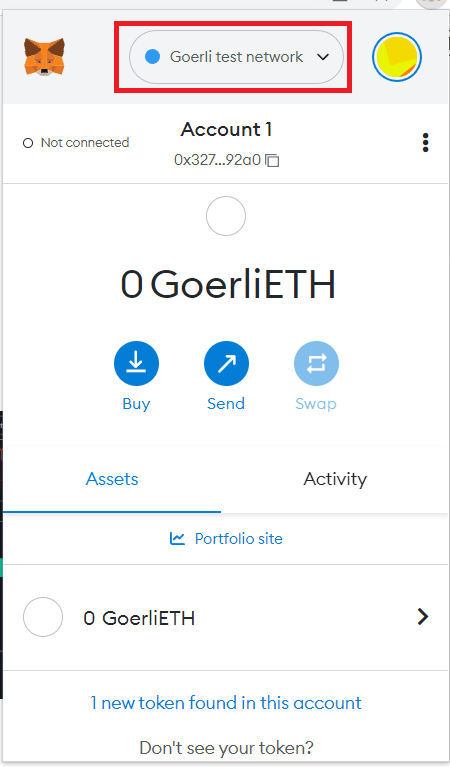 Goerli test network
Not connected
Account 1
0x327...92a0
0 GoerliETH
Buy
Send
Swap
Assets
Activity
Portfolio site
0 GoerliETH
1 new token found in this account
Don't see your token?